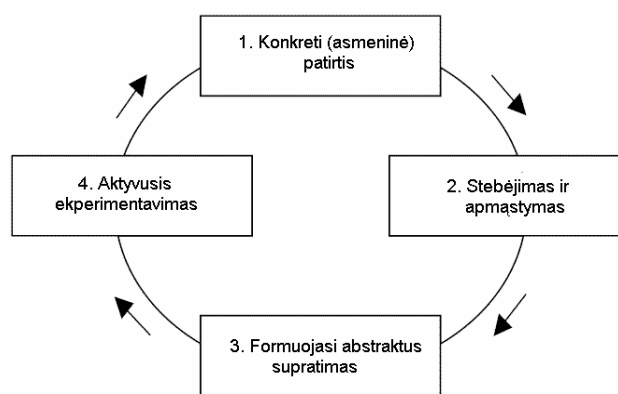 1. Konkreti (asmeninė)
patirtis
2. Stebėjimas ir
apmąstymas
3. Formuojasi abstraktus
supratimas
4. Aktyvusis
ekperimentavimas